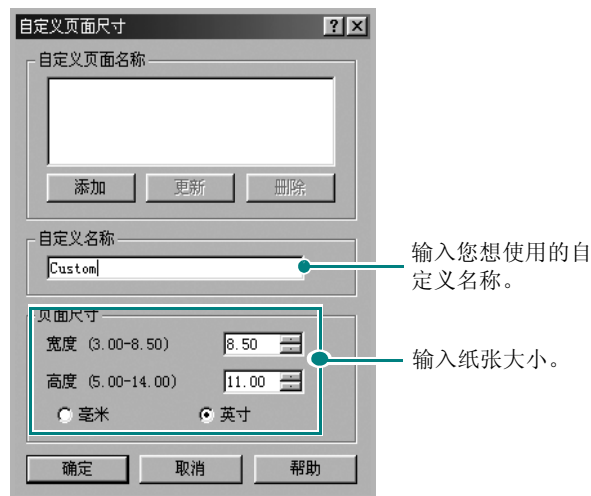 自定义页面尺寸
自定义页面名称
添加 更新 删除
自定义名称
Custom
输入您想使用的自
定义名称。
页面尺寸
宽度 (3.00-8.50) 8.50
高度 (5.00-14.00) 11.00
输入纸张大小。
毫米 英寸
确定 取消 帮助